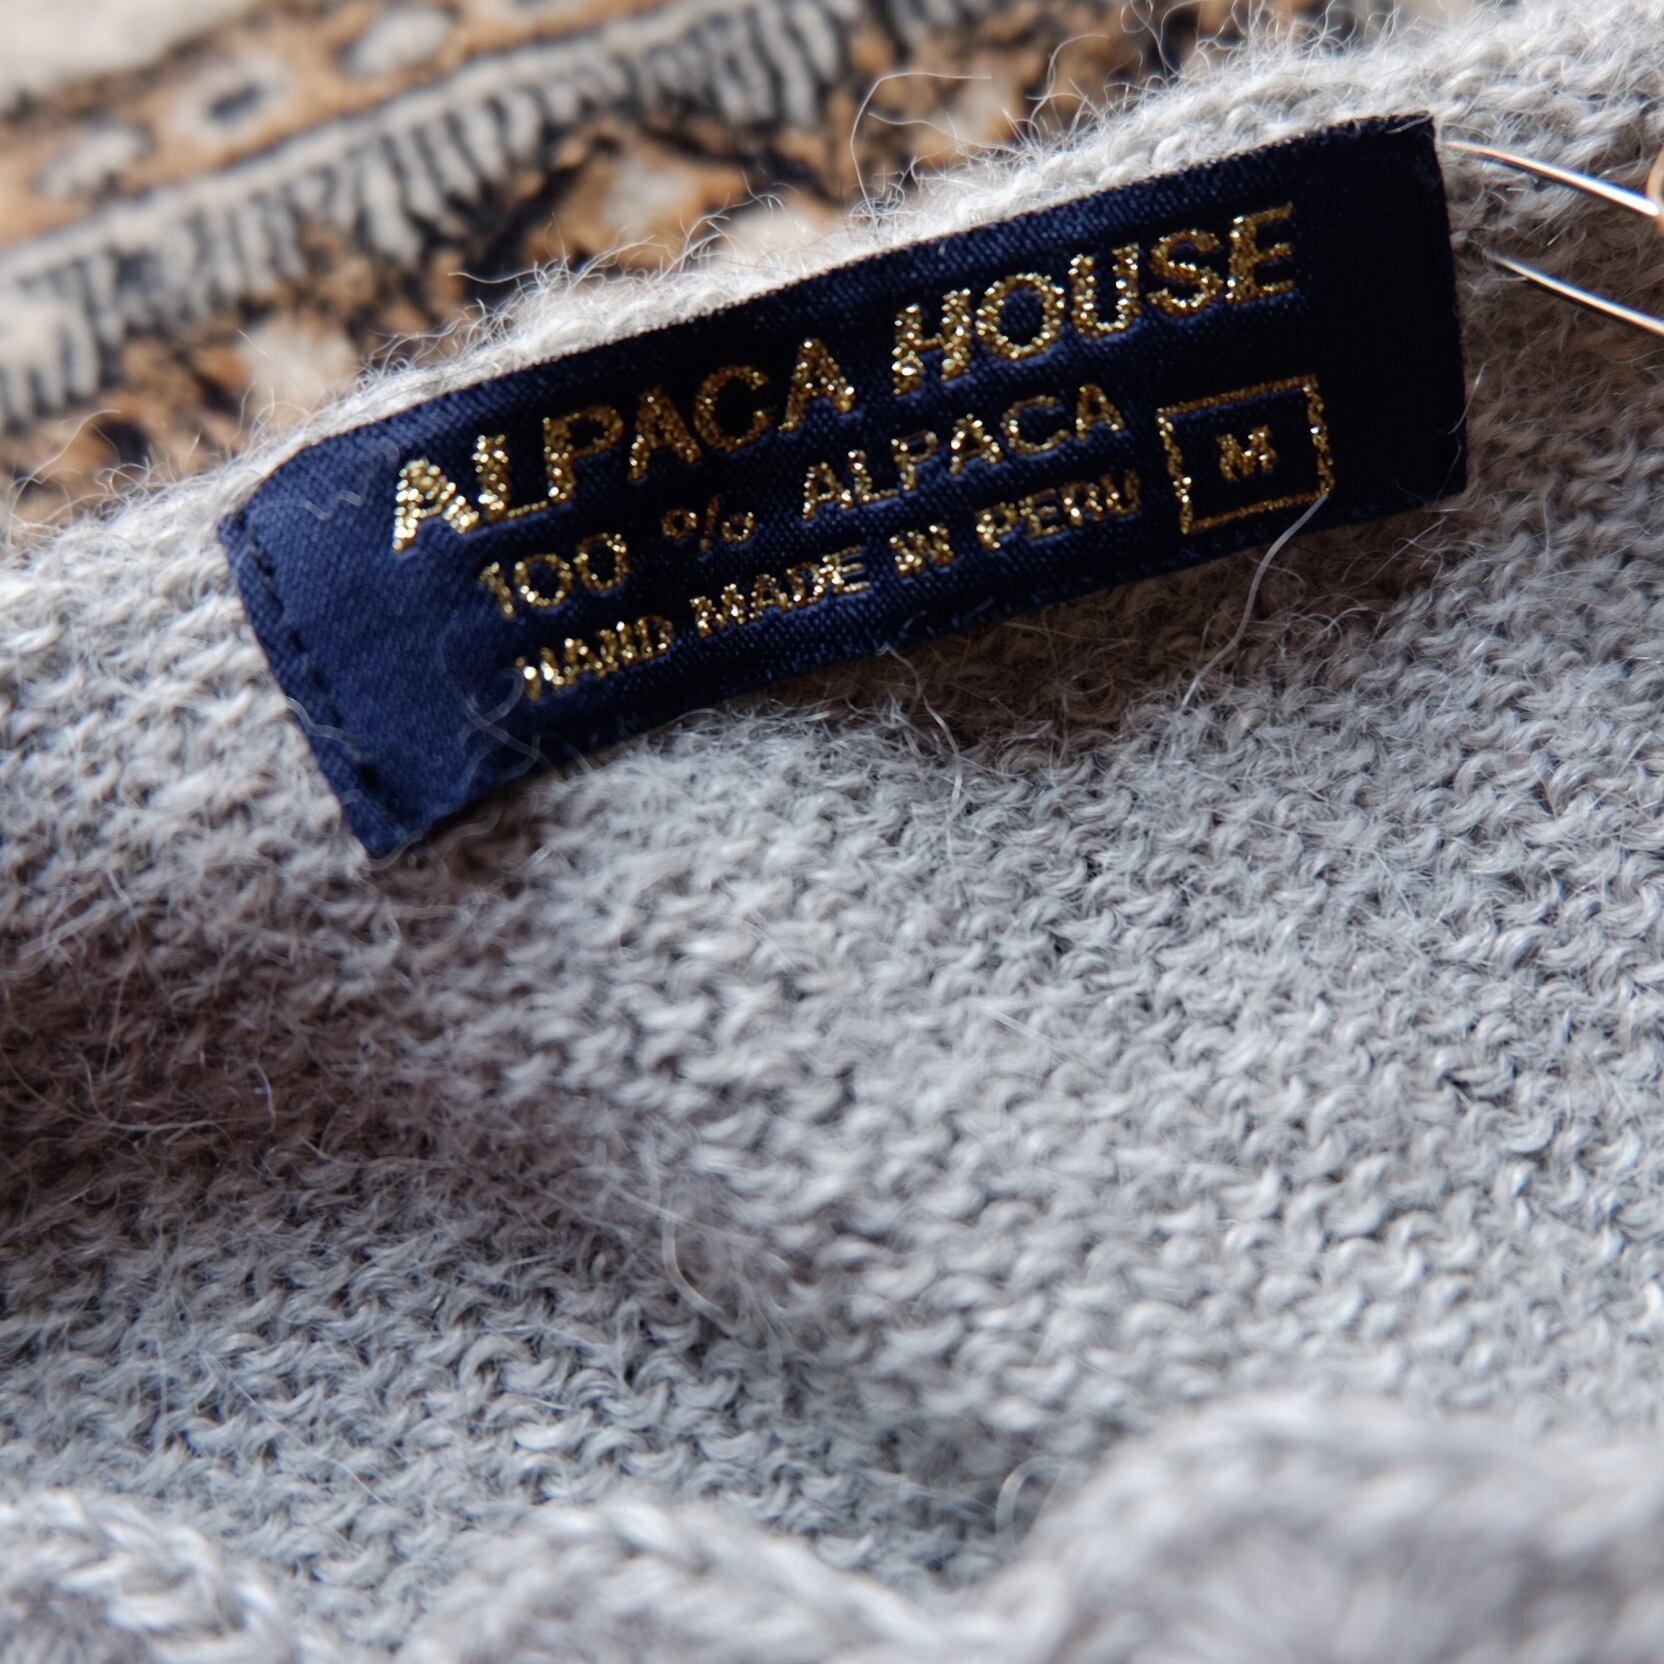 ALPACA HOUSE
100 % ALPACA
HAND MADE IN PERU
M